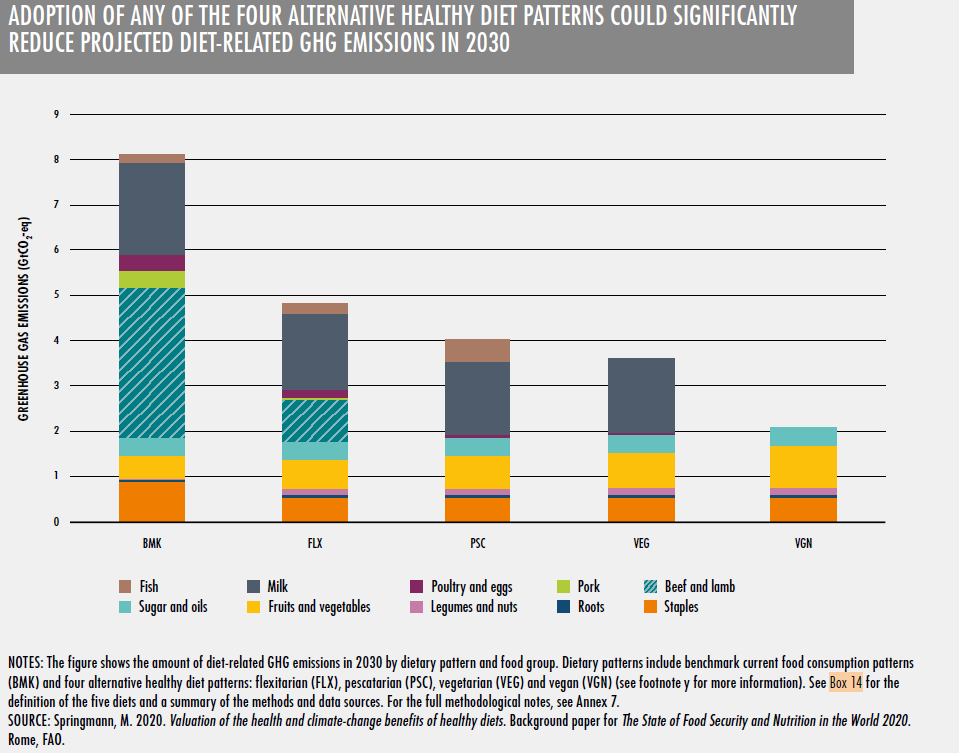 ADOPTION OF ANY OF THE FOUR ALTERNATIVE HEALTHY DIET PATTERNS COULD SIGNIFICANTLY
REDUCE PROJECTED DIET-RELATED GHG EMISSIONS IN 2030
GREENHOUSE GAS EMISSIONS (GtCO2-eq)
9
8
7
6
5
4
3
2
1
0
BMK FLX PSC VEG VGN
Fish Milk Poultry and eggs Pork Beef and lamb
Sugar and oils Fruits and vegetables Legumes and nuts Roots Staples
NOTES: The figure shows the amount of diet-related GHG emissions in 2030 by dietary pattern and food group. Dietary patterns include benchmark current food consumption patterns
(BMK) and four alternative healthy diet patterns: flexitarian (FLX), pescatarian (PSC), vegetarian (VEG) and vegan (VGN) (see footnote y for more information). See Box 14 for the
definition of the five diets and a summary of the methods and data sources. For the full methodological notes, see Annex 7.
SOURCE: Springmann, M. 2020. Valuation of the health and climate-change benefits of healthy diets. Background paper for The State of Food Security and Nutrition in the World 2020.
Rome, FAO.